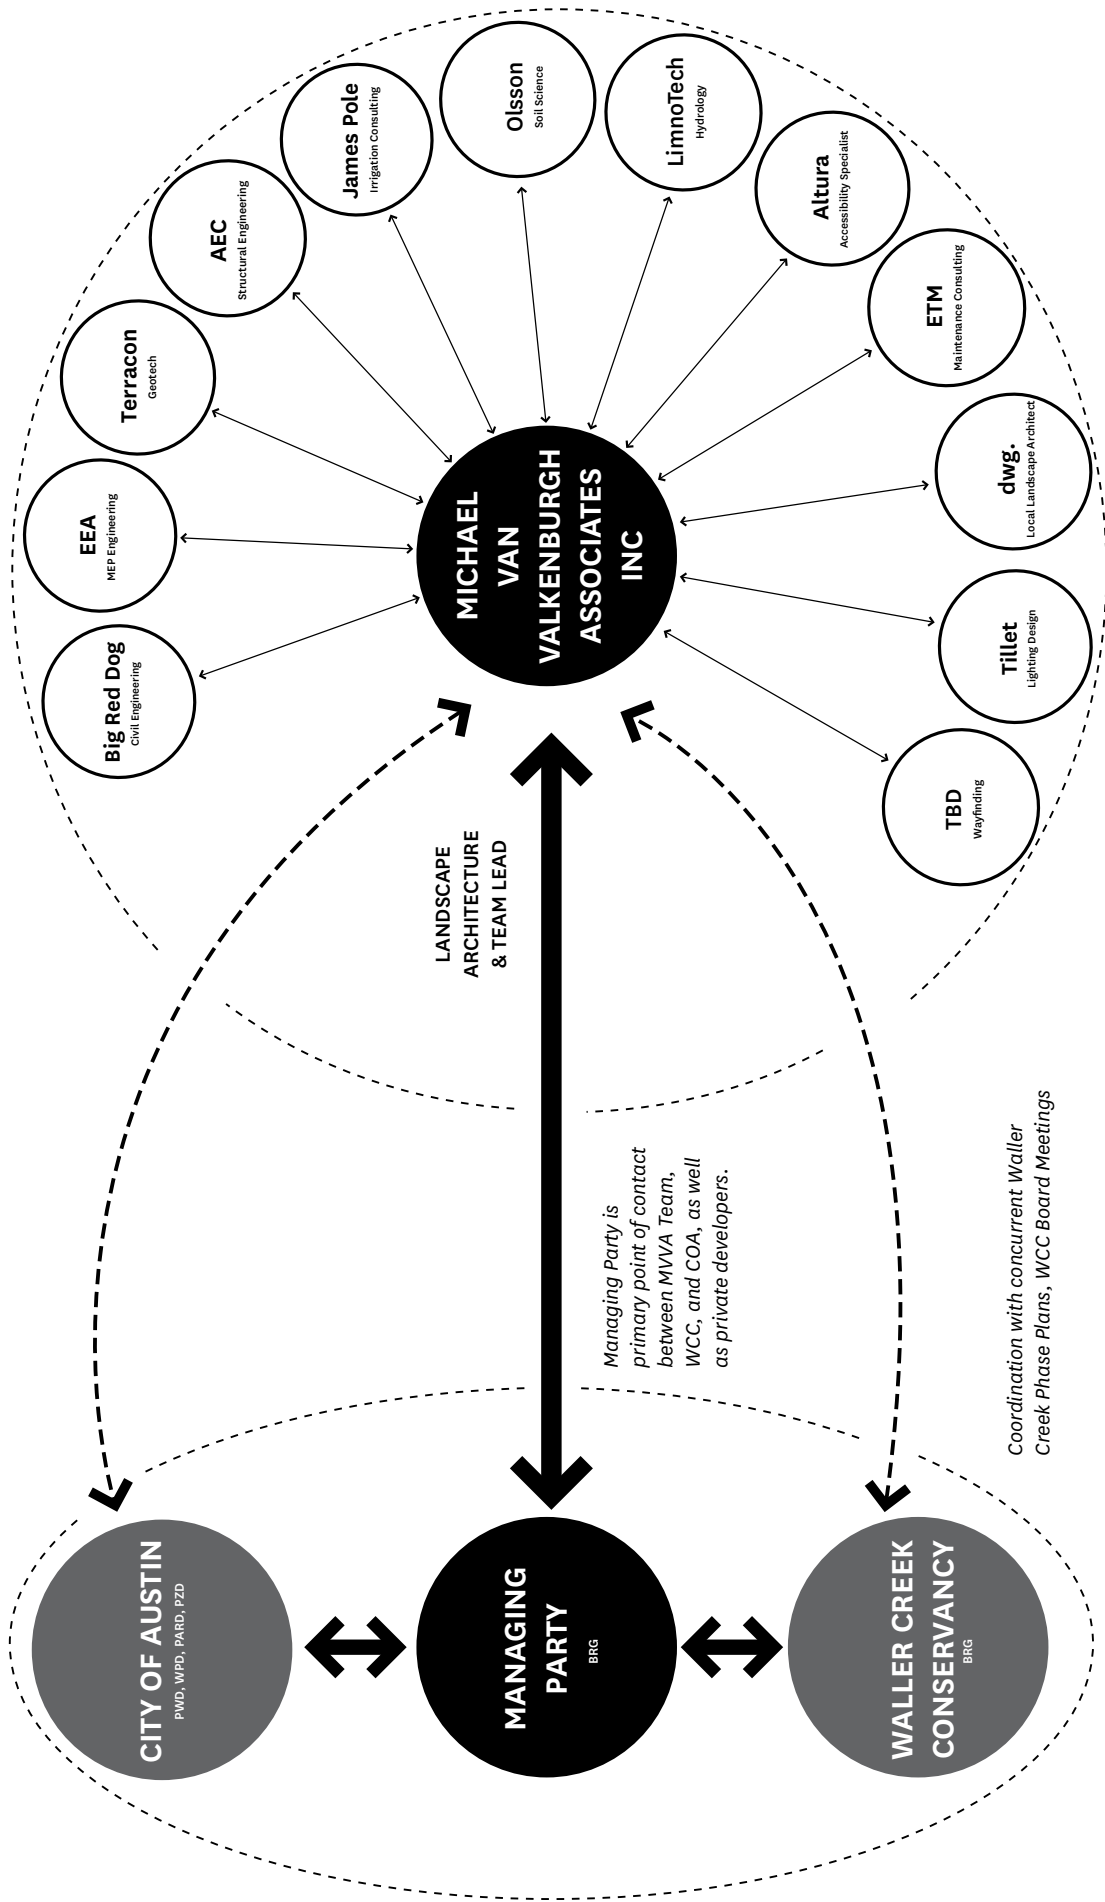 CITY OF AUSTIN
PWD, WPD, PARD, PZD
MANAGING
PARTY
BRG
WALLER CREEK
CONSERVANCY
BRG
Managing Party is
primary point of contact
between MVVA Team,
WCC, and COA, as well
as private developers.
Coordination with concurrent Waller
Creek Phase Plans, WCC Board Meetings
LANDSCAPE
ARCHITECTURE
& TEAM LEAD
MICHAEL
VAN
VALKENBURGH
ASSOCIATES
INC
Big Red Dog
Civil Engineering
EEA
MEP Engineering
Terracon
Geotech
AEC
Structural Engineering
James Pole
Irrigation Consulting
Olsson
Soil Science
LimnoTech
Hydrology
Altura
Accessibility Specialist
ETM
Maintenance Consulting
dwg.
Local Landscape Architect
Tillet
Lighting Design
TBD
Wayfinding